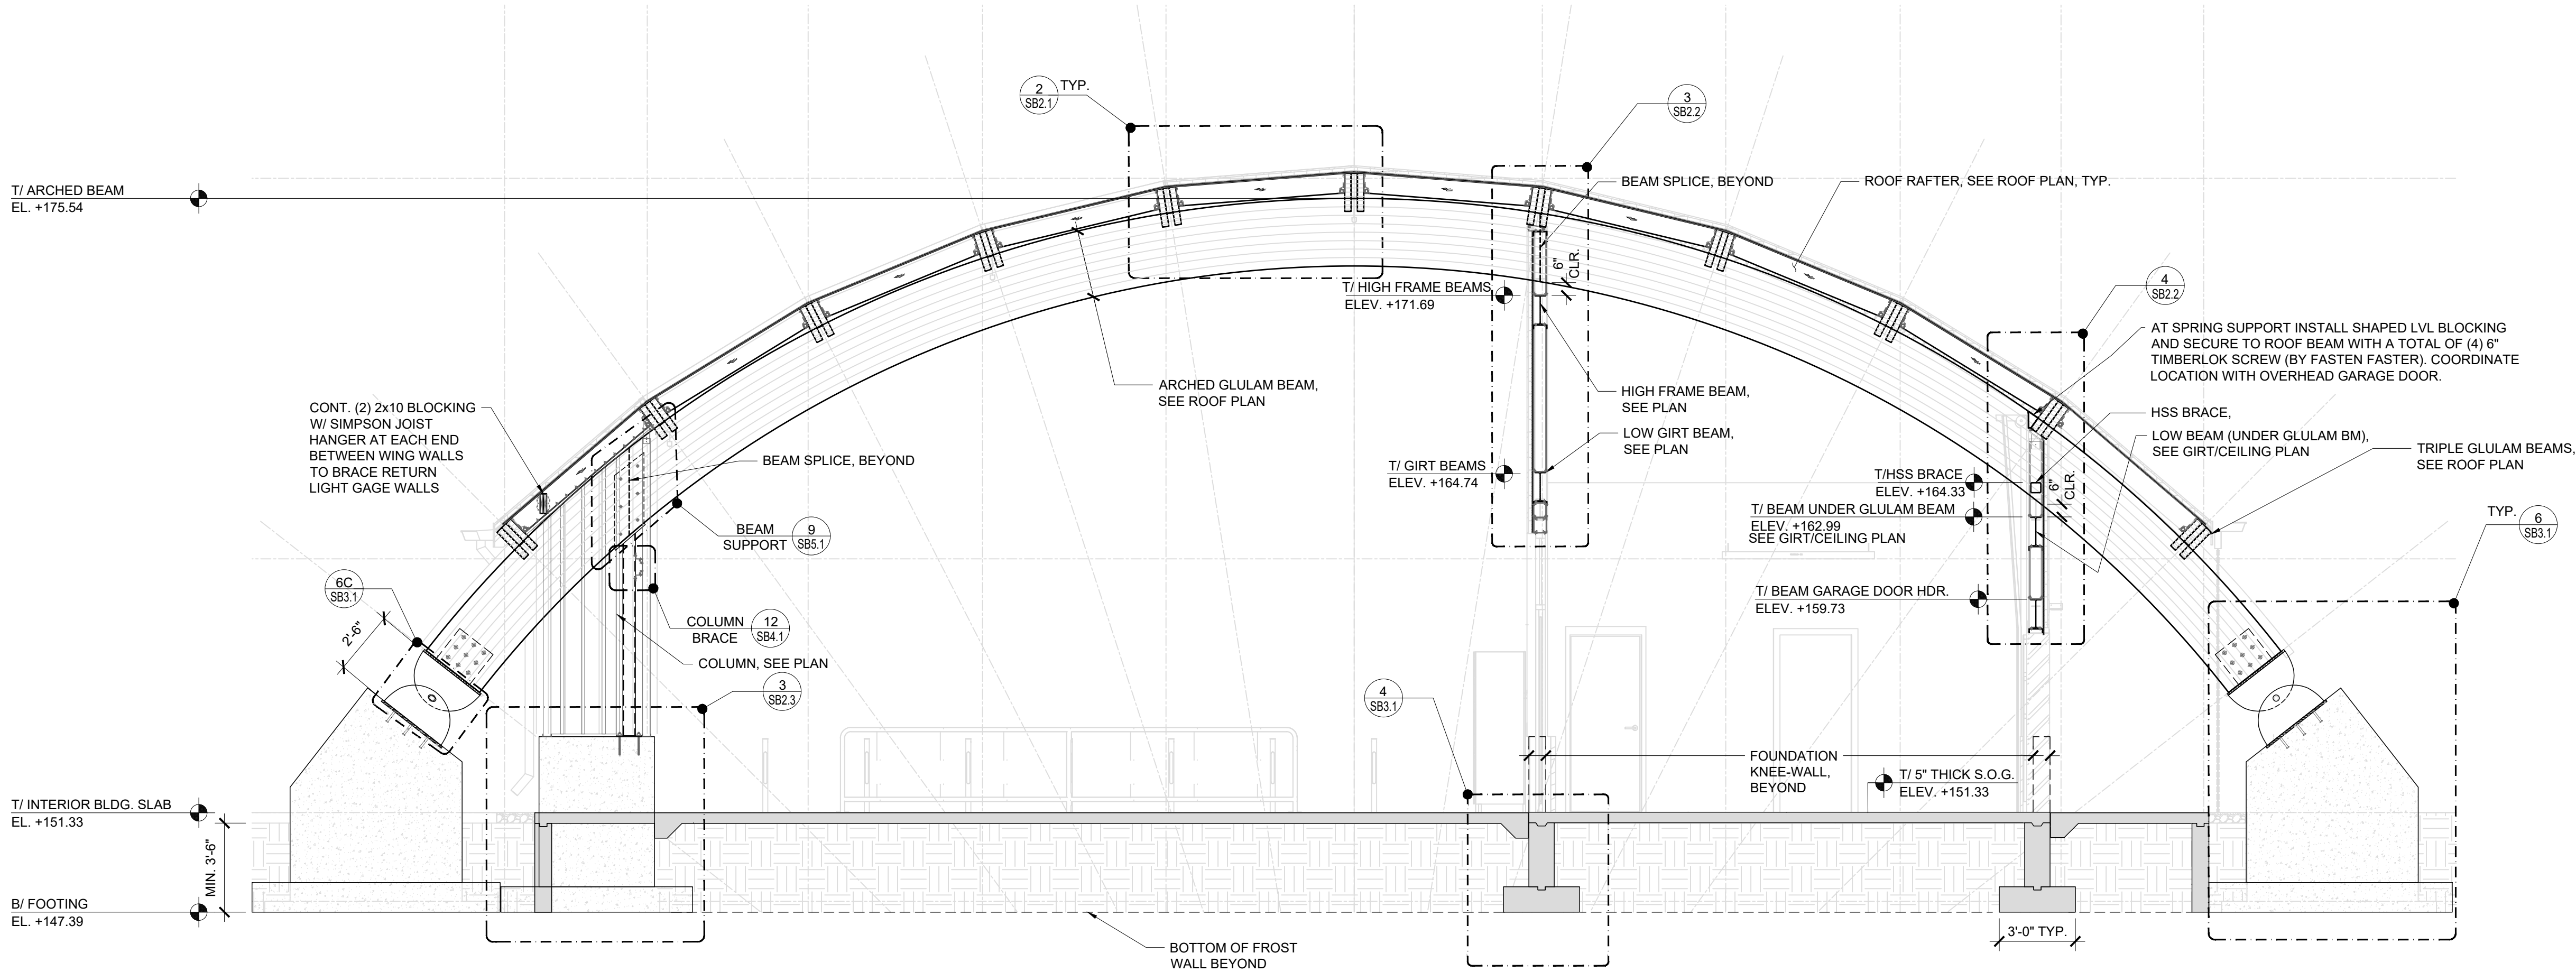 2
SB2.1
TYP.
3
SB2.2
T/ ARCHED BEAM
EL. +175.54
BEAM SPLICE, BEYOND
ROOF RAFTER, SEE ROOF PLAN, TYP.
6"
CLR.
T/ HIGH FRAME BEAMS
ELEV. +171.69
4
SB2.2
AT SPRING SUPPORT INSTALL SHAPED LVL BLOCKING
AND SECURE TO ROOF BEAM WITH A TOTAL OF (4) 6"
TIMBERLOK SCREW (BY FASTEN FASTER). COORDINATE
LOCATION WITH OVERHEAD GARAGE DOOR.
ARCHED GLULAM BEAM,
SEE ROOF PLAN
HIGH FRAME BEAM,
SEE PLAN
CONT. (2) 2x10 BLOCKING
W/ SIMPSON JOIST
HANGER AT EACH END
BETWEEN WING WALLS
TO BRACE RETURN
LIGHT GAGE WALLS
HSS BRACE,
LOW GIRT BEAM,
SEE PLAN
LOW BEAM (UNDER GLULAM BM),
SEE GIRT/CEILING PLAN
TRIPLE GLULAM BEAMS,
SEE ROOF PLAN
BEAM SPLICE, BEYOND
T/ GIRT BEAMS
ELEV. +164.74
T/HSS BRACE
ELEV. +164.33
6"
CLR.
T/ BEAM UNDER GLULAM BEAM
ELEV. +162.99
SEE GIRT/CEILING PLAN
TYP.
6
SB3.1
BEAM
SUPPORT
9
SB5.1
6C
SB3.1
T/ BEAM GARAGE DOOR HDR.
ELEV. +159.73
2'-6"
COLUMN
BRACE
12
SB4.1
COLUMN, SEE PLAN
3
SB2.3
4
SB3.1
FOUNDATION
KNEE-WALL,
BEYOND
T/ 5" THICK S.O.G.
ELEV. +151.33
T/ INTERIOR BLDG. SLAB
EL. +151.33
MIN. 3'-6"
B/ FOOTING
EL. +147.39
3'-0" TYP.
BOTTOM OF FROST
WALL BEYOND